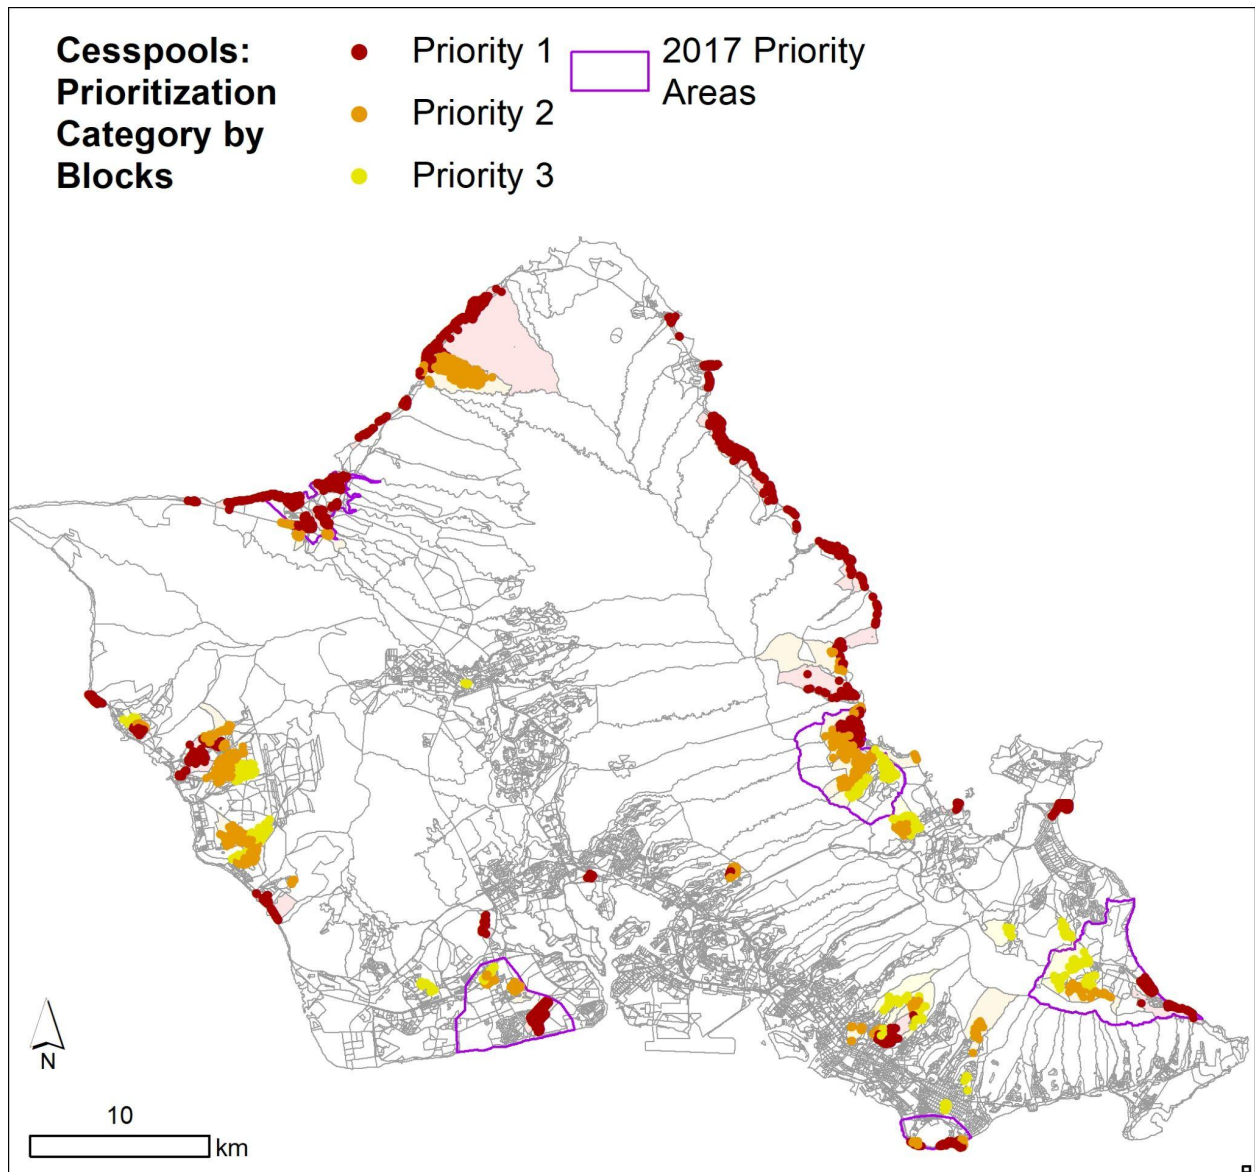 Cesspools:
Prioritization
Category by
Blocks
Priority 1
Priority 2
Priority 3
2017 Priority
Areas
N
10
km